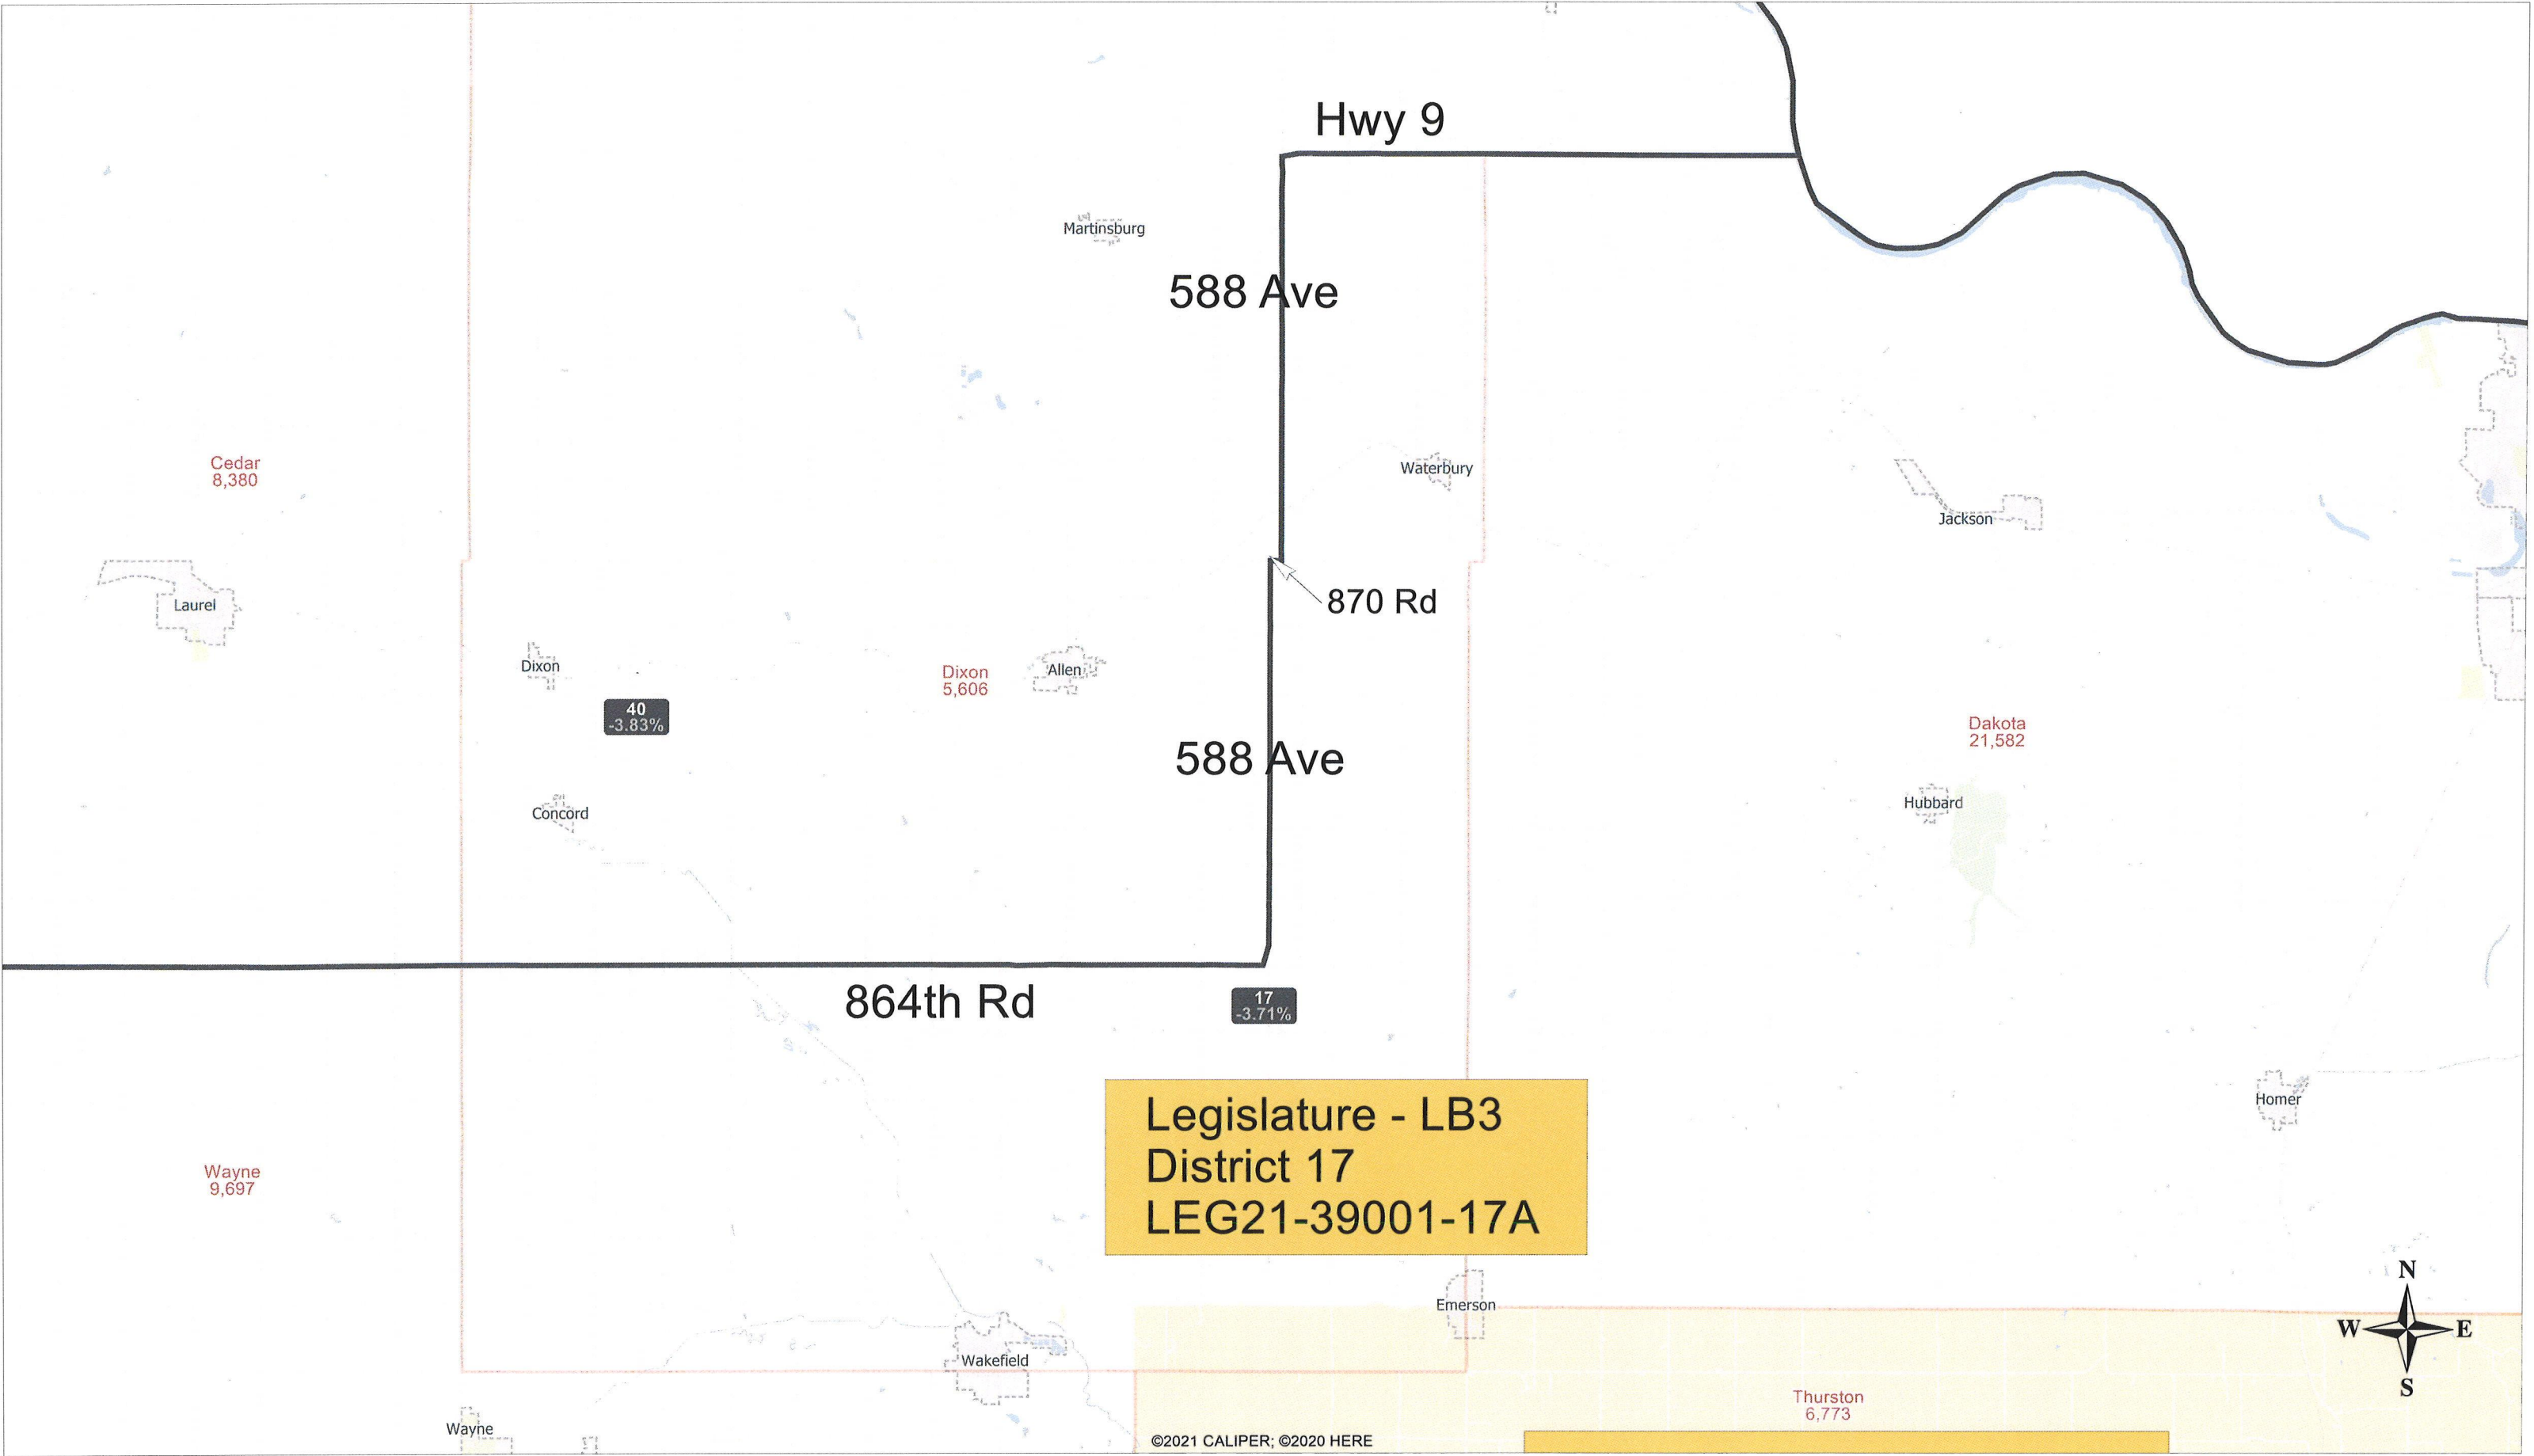 Hwy 9
Martinsburg
588 Ave
Cedar
8,380
Waterbury
Jackson
870 Rd
Laurel
Dixon
Dixon
5,606
Allen
40
-3.83%
Dakota
21,582
588 Ave
Hubbard
Concord
864th Rd
17
-3.71%
Legislature - LB3
District 17
LEG21-39001-17A
Homer
Wayne
9,697
Emerson
N
W
E
S
Wakefield
Thurston
6,773
Wayne
©2021 CALIPER; ©2020 HERE